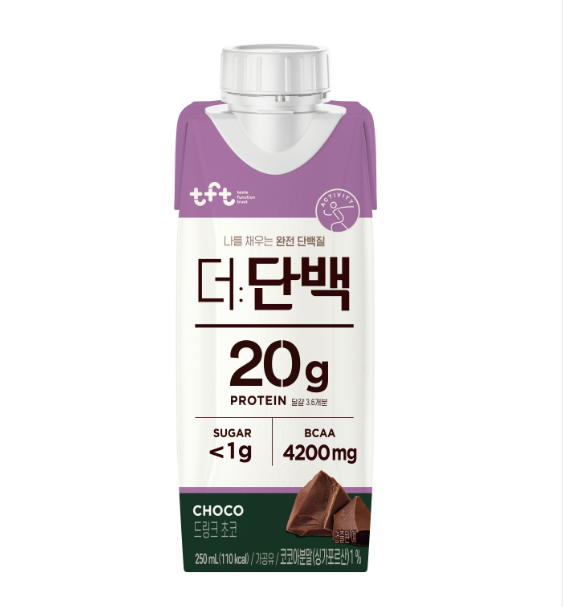 tft taste function trust
ACTIVITY
나를 채우는 완전 단백질
더:단백
20g
PROTEIN 달걀 3.6개분
SUGAR
<1g
BCAA
4200mg
CHOCO
드링크 초코
250 mL(110 kcal) / 가공유 / 코코아분말(싱가포르산) 1 %